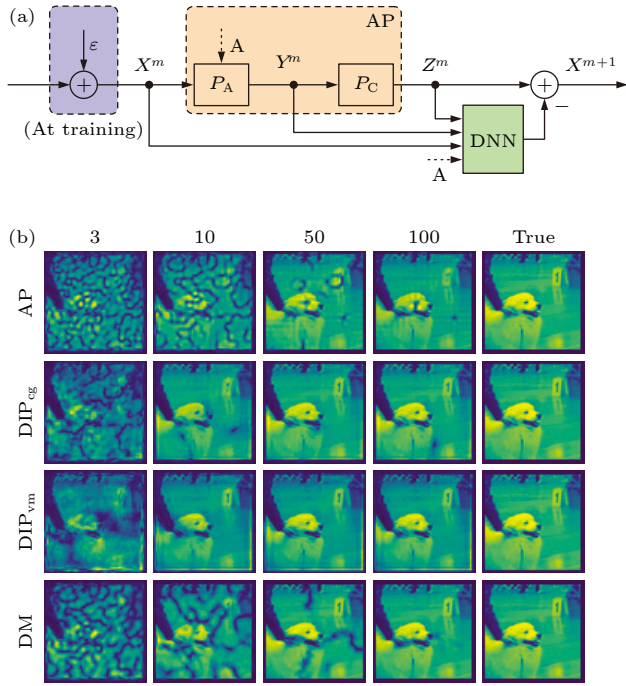 (a)
AP
ε
A
X^m
Y^m
Z^m
X^{m+1}
+
P_A
P_C
+
−
(At training)
DNN
A
(b)
3 10 50 100 True
AP
DIP_cg
DIP_vm
DM